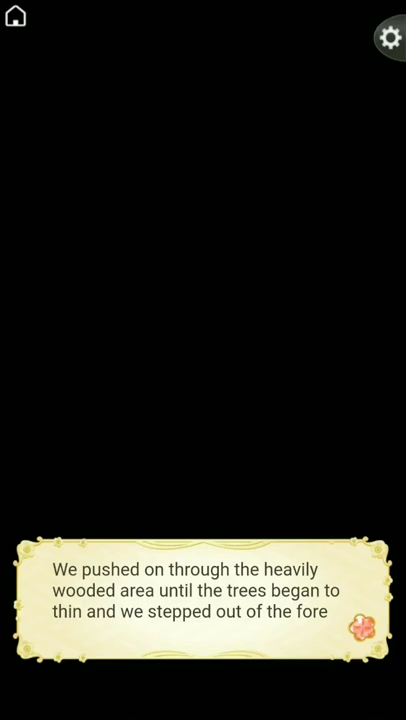 We pushed on through the heavily
wooded area until the trees began to
thin and we stepped out of the fore